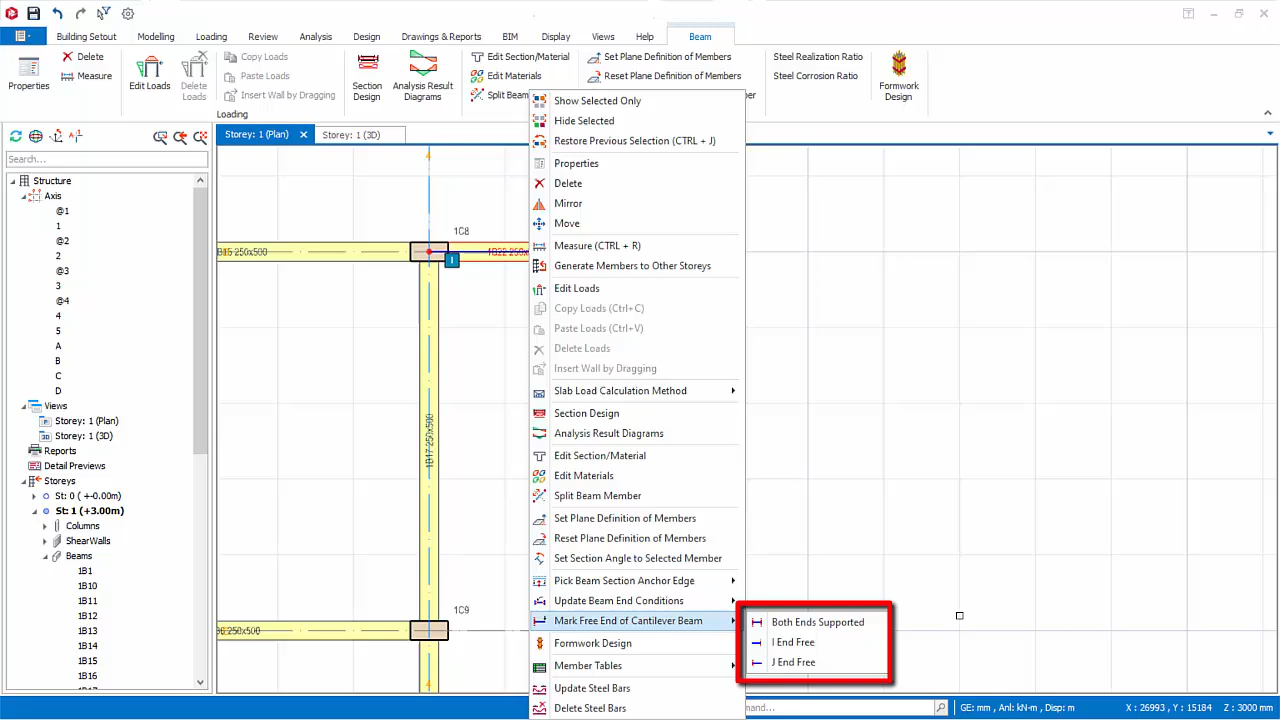 Building Setout Modelling Loading Review Analysis Design Drawings & Reports BIM Display Views Help Beam
Properties
Delete
Measure
Edit Loads
Delete Loads
Copy Loads
Paste Loads
Insert Wall by Dragging
Loading
Section Design
Analysis Result Diagrams
Edit Section/Material
Edit Materials
Split Beam
Set Plane Definition of Members
Reset Plane Definition of Members
Steel Realization Ratio
Steel Corrosion Ratio
Formwork Design
Storey: 1 (Plan)
Storey: 1 (3D)
Search...
Structure
Axis
@1
1
@2
2
@3
3
@4
4
5
A
B
C
D
Views
Storey: 1 (Plan)
Storey: 1 (3D)
Reports
Detail Previews
Storeys
St: 0 ( +-0.00m)
St: 1 (+3.00m)
Columns
ShearWalls
Beams
1B1
1B10
1B11
1B12
1B13
1B14
1B15
1B16
1B17
4
1C8
250x500
1B22 250x
I
1B17 250x500
1C9
250x500
4
Show Selected Only
Hide Selected
Restore Previous Selection (CTRL + J)
Properties
Delete
Mirror
Move
Measure (CTRL + R)
Generate Members to Other Storeys
Edit Loads
Copy Loads (Ctrl+C)
Paste Loads (Ctrl+V)
Delete Loads
Insert Wall by Dragging
Slab Load Calculation Method
Section Design
Analysis Result Diagrams
Edit Section/Material
Edit Materials
Split Beam Member
Set Plane Definition of Members
Reset Plane Definition of Members
Set Section Angle to Selected Member
Pick Beam Section Anchor Edge
Update Beam End Conditions
Mark Free End of Cantilever Beam
Formwork Design
Member Tables
Update Steel Bars
Delete Steel Bars
Both Ends Supported
I End Free
J End Free
mand...
GE: mm , Anl: kN-m , Disp: m
X : 26993 , Y : 15184
Z : 3000 mm